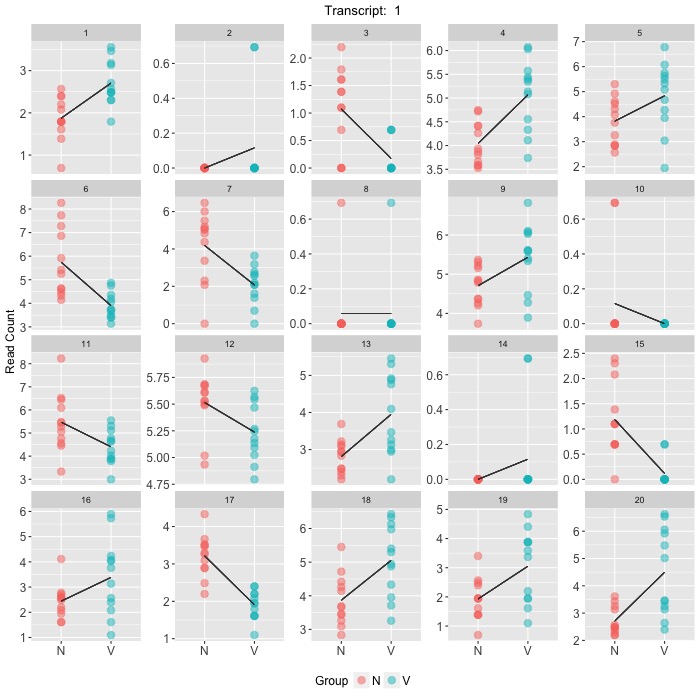 Transcript: 1
1 2 3 4 5
3 2 1
0.6 0.4 0.2 0.0
2.0 1.5 1.0 0.5 0.0
6.0 5.5 5.0 4.5 4.0 3.5
7 6 5 4 3 2
6 7 8 9 10
8 7 6 5 4 3
6 4 2 0
0.6 0.4 0.2 0.0
6 5 4
0.6 0.4 0.2 0.0
Read Count
11 12 13 14 15
8 7 6 5 4 3
5.75 5.50 5.25 5.00 4.75
5 4 3
0.6 0.4 0.2 0.0
2.5 2.0 1.5 1.0 0.5 0.0
16 17 18 19 20
6 5 4 3 2 1
4 3 2 1
6 5 4 3
5 4 3 2 1
6 5 4 3 2
N V N V N V N V N V
Group N V